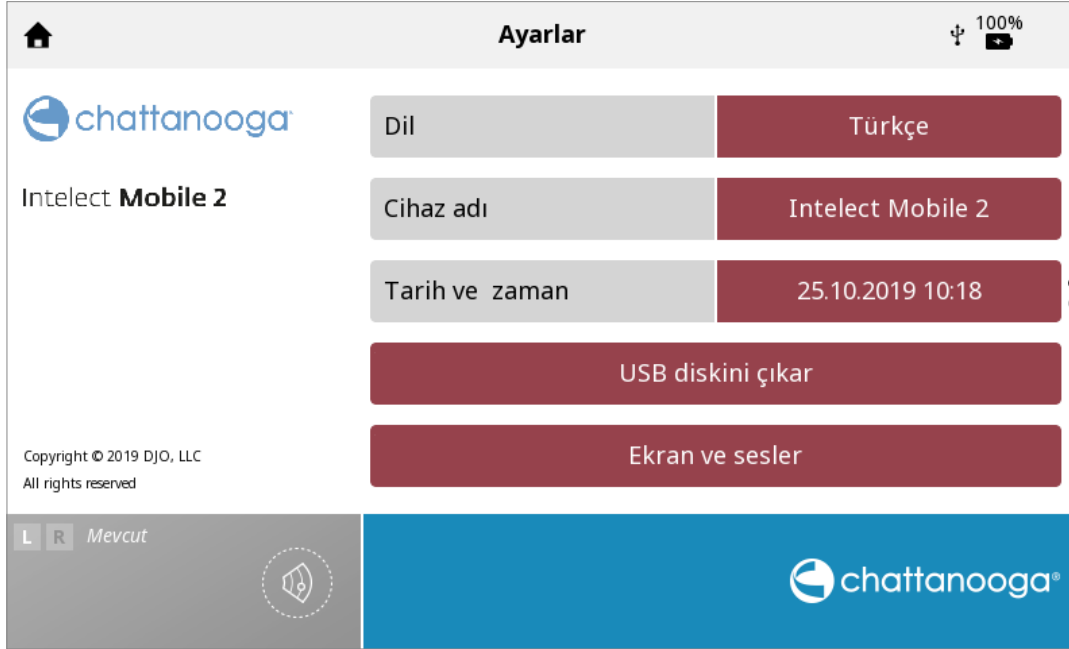 Ayarlar
100%
chattanooga
Intelect Mobile 2
Dil
Türkçe
Cihaz adı
Intelect Mobile 2
Tarih ve zaman
25.10.2019 10:18
USB diskini çıkar
Ekran ve sesler
Copyright © 2019 DJO, LLC
All rights reserved
L R Mevcut
chattanooga®